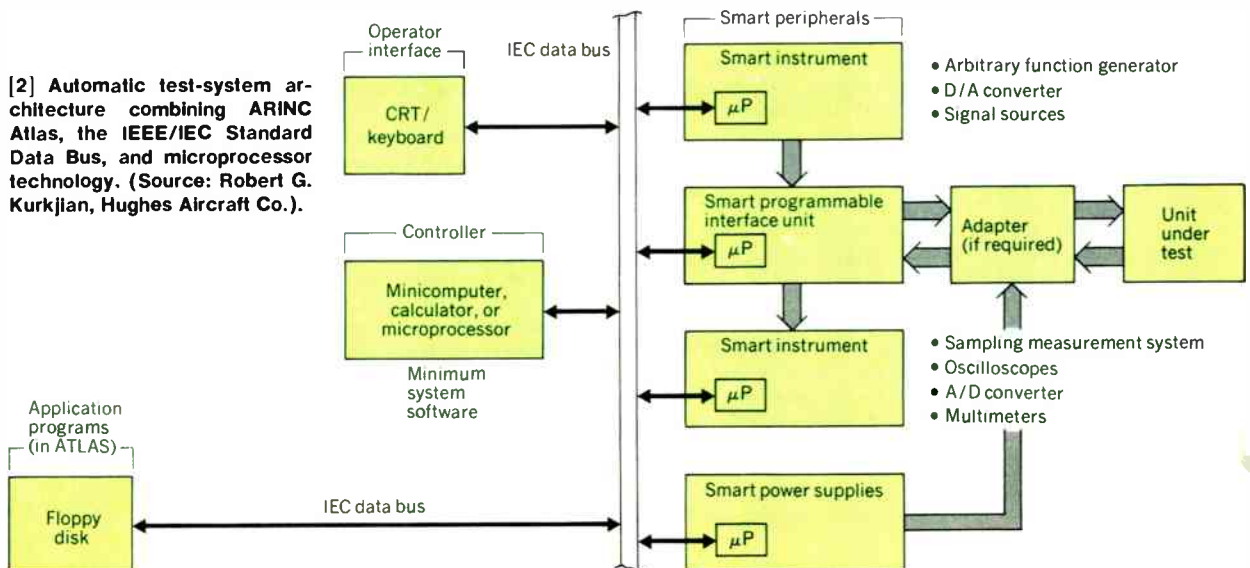 [2] Automatic test-system ar-
chitecture combining ARINC
Atlas, the IEEE/IEC Standard
Data Bus, and microprocessor
technology. (Source: Robert G.
Kurkjian, Hughes Aircraft Co.).
Operator
interface
CRT/
keyboard
IEC data bus
Controller
Minicomputer,
calculator, or
microprocessor
Minimum
system
software
Application
programs
(in ATLAS)
Floppy
disk
IEC data bus
Smart peripherals
Smart instrument
μP
• Arbitrary function generator
• D/A converter
• Signal sources
Smart programmable
interface unit
μP
Adapter
(if required)
Unit
under
test
Smart instrument
μP
• Sampling measurement system
• Oscilloscopes
• A/D converter
• Multimeters
Smart power supplies
μP